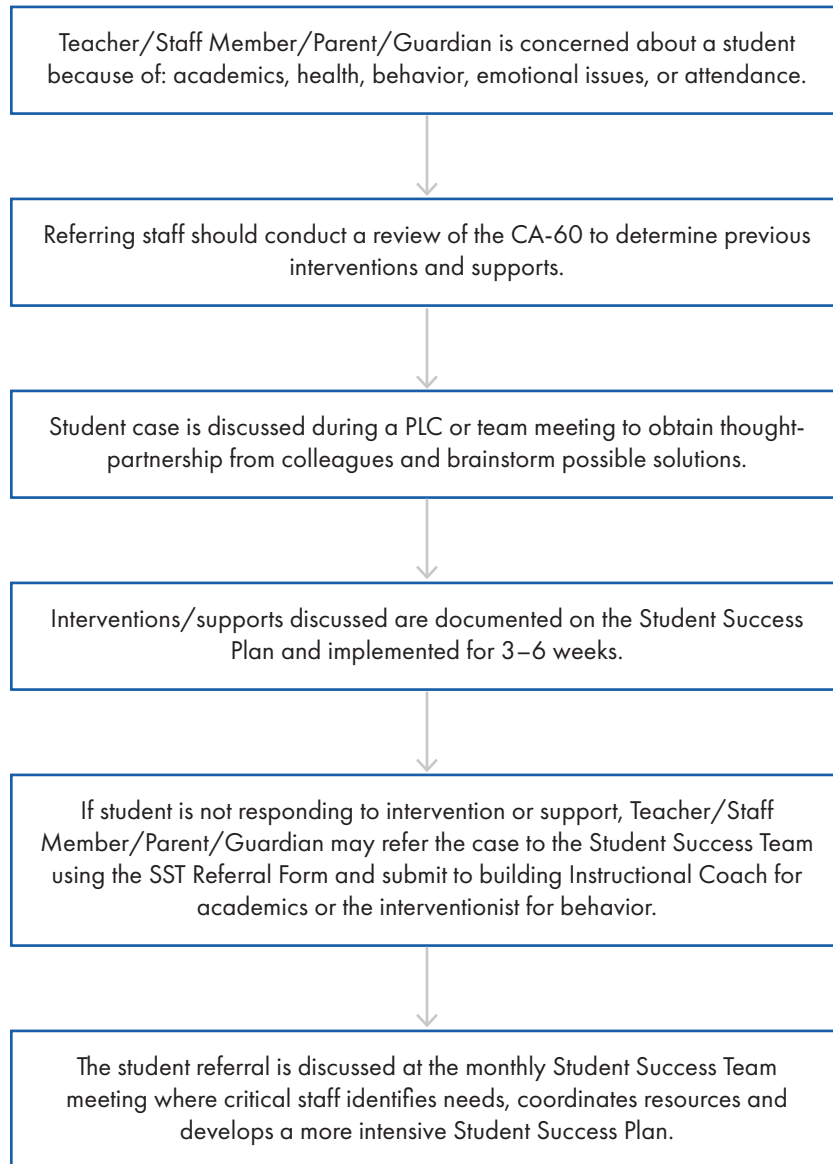 Teacher/Staff Member/Parent/Guardian is concerned about a student
because of: academics, health, behavior, emotional issues, or attendance.
Referring staff should conduct a review of the CA-60 to determine previous
interventions and supports.
Student case is discussed during a PLC or team meeting to obtain thought-
partnership from colleagues and brainstorm possible solutions.
Interventions/supports discussed are documented on the Student Success
Plan and implemented for 3–6 weeks.
If student is not responding to intervention or support, Teacher/Staff
Member/Parent/Guardian may refer the case to the Student Success Team
using the SST Referral Form and submit to building Instructional Coach for
academics or the interventionist for behavior.
The student referral is discussed at the monthly Student Success Team
meeting where critical staff identifies needs, coordinates resources and
develops a more intensive Student Success Plan.